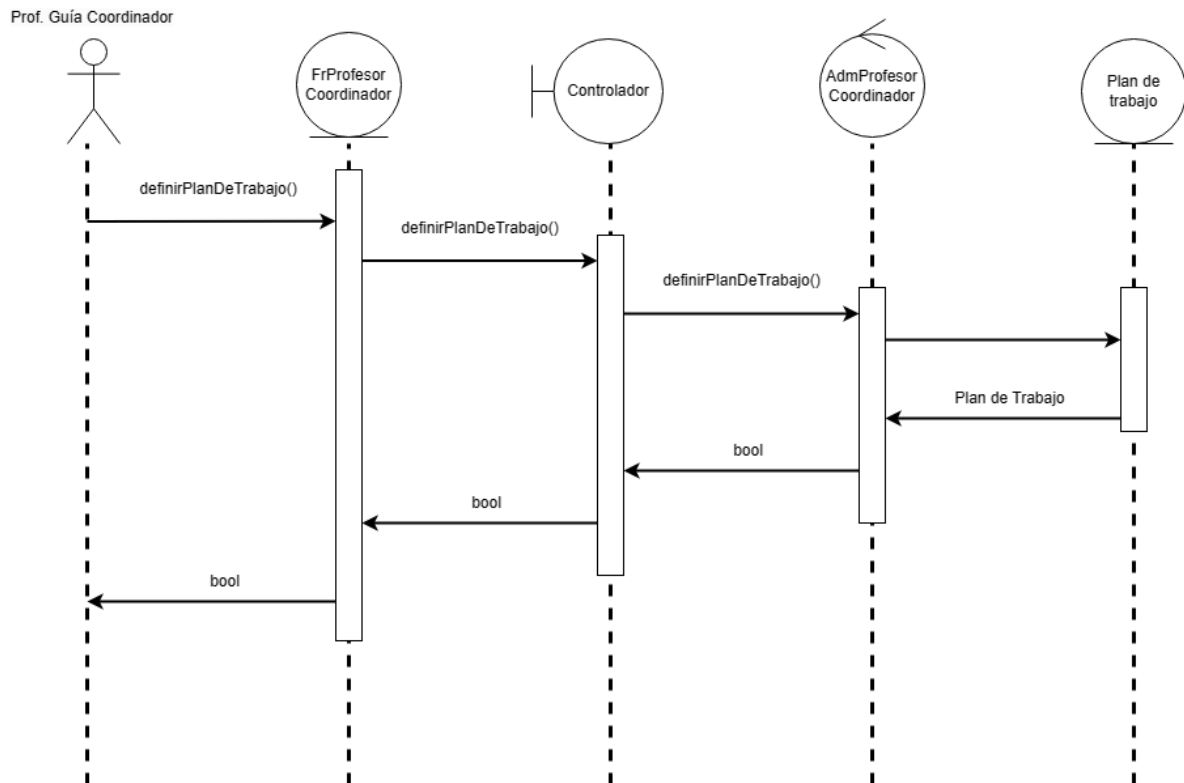 Prof. Guía Coordinador
FrProfesor
Coordinador
Controlador
AdmProfesor
Coordinador
Plan de
trabajo
definirPlanDeTrabajo()
definirPlanDeTrabajo()
definirPlanDeTrabajo()
Plan de Trabajo
bool
bool
bool